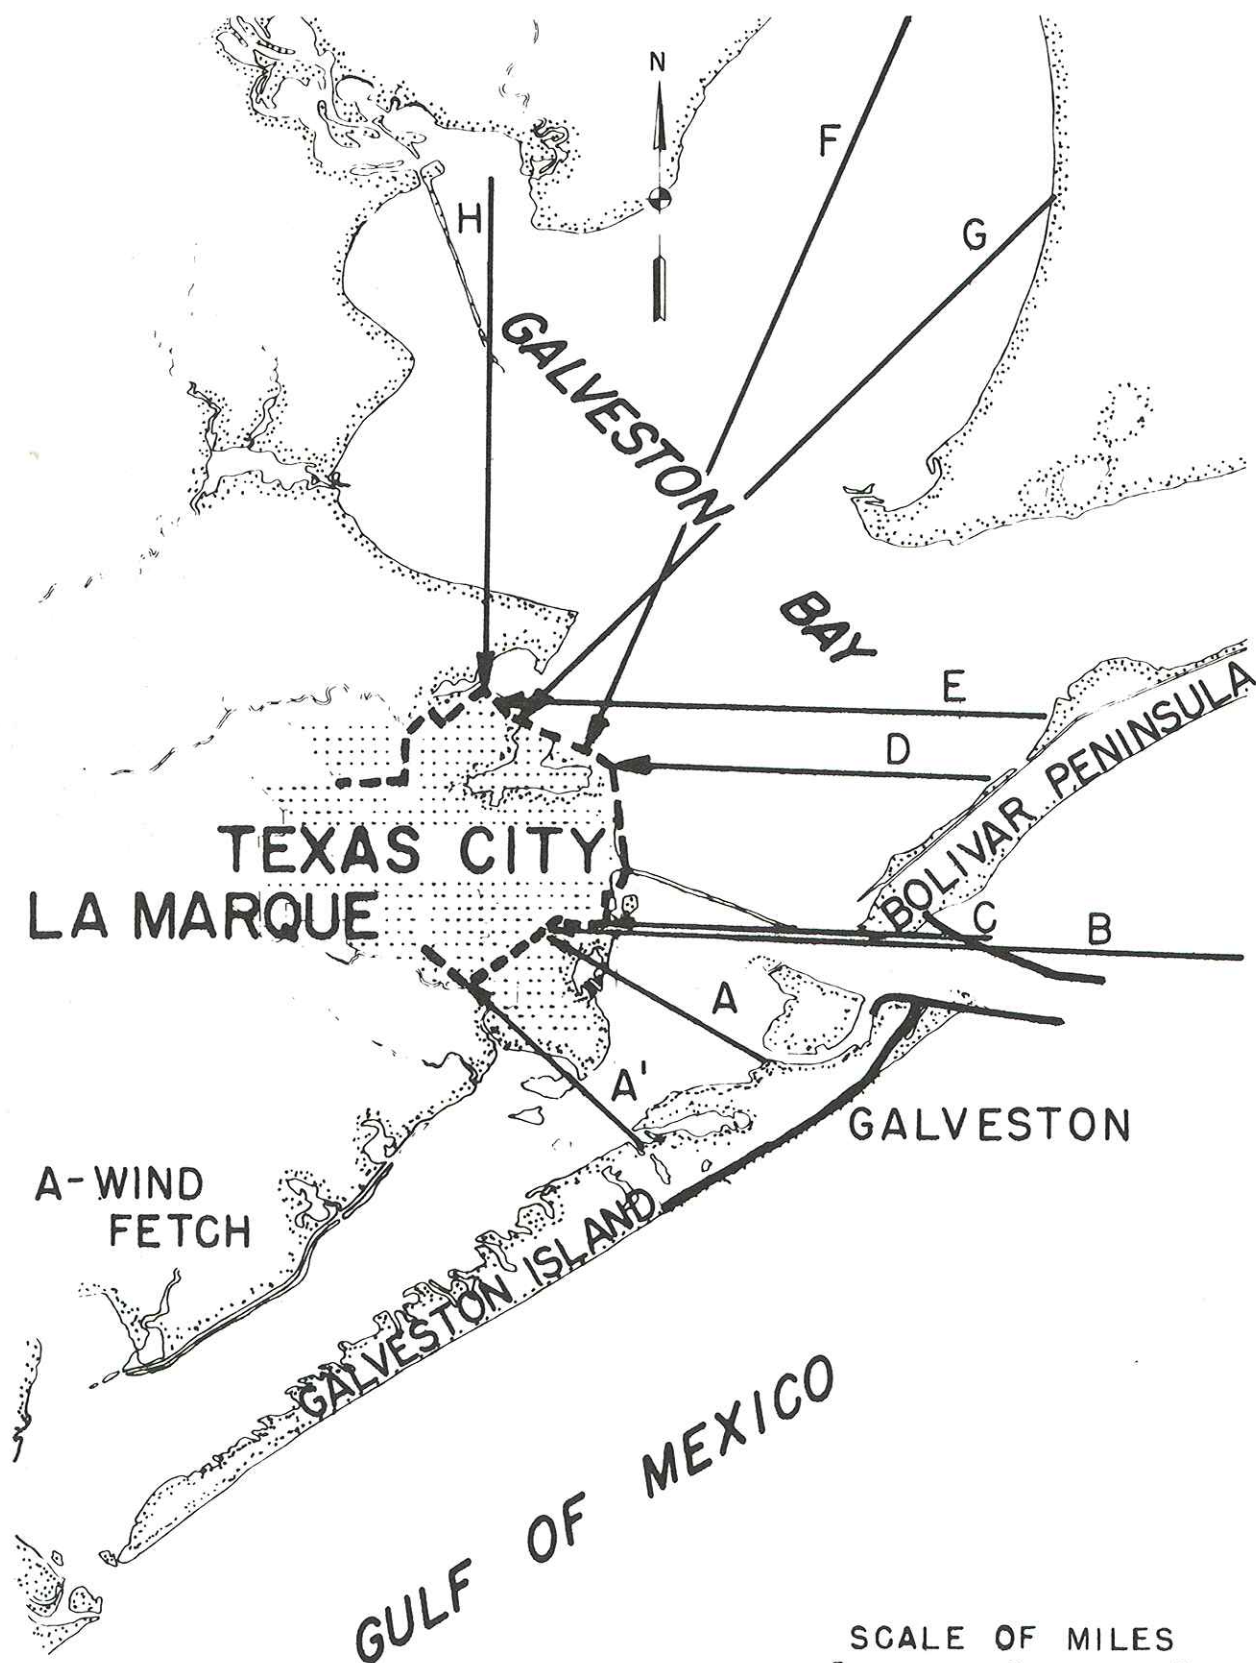 N
F
H
G
GALVESTON
BAY
E
D
BOLIVAR PENINSULA
TEXAS CITY
LA MARQUE
C
B
A
A'
GALVESTON
A-WIND
FETCH
GALVESTON ISLAND
GULF OF MEXICO
SCALE OF MILES